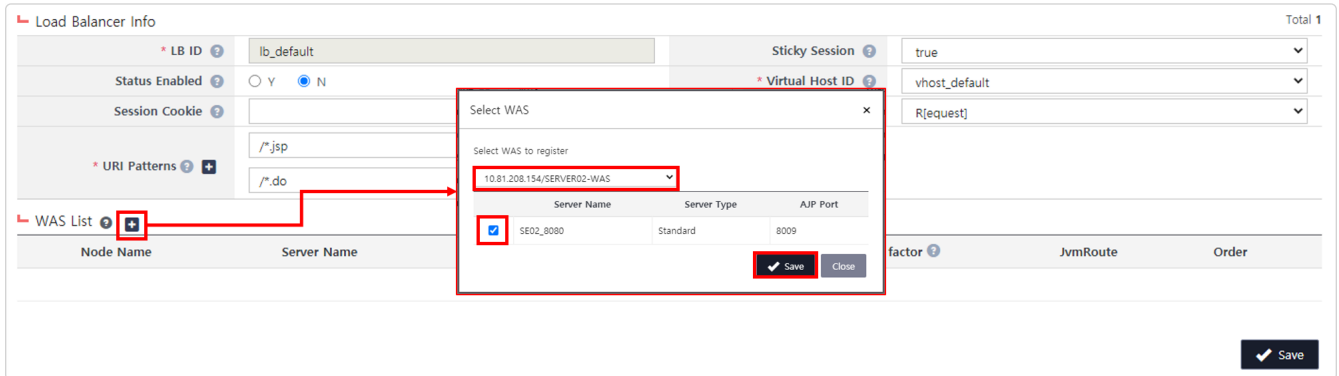 Load Balancer Info
Total 1
* LB ID ? lb_default Sticky Session ? true
Status Enabled ? Y N * Virtual Host ID ? vhost_default
Session Cookie ? R[equest]
* URI Patterns ? +
/*.jsp
/*.do
WAS List ? +
Node Name Server Name factor ? JvmRoute Order
Save
Select WAS ×
Select WAS to register
10.81.208.154/SERVER02-WAS
Server Name Server Type AJP Port
SE02_8080 Standard 8009
Save Close